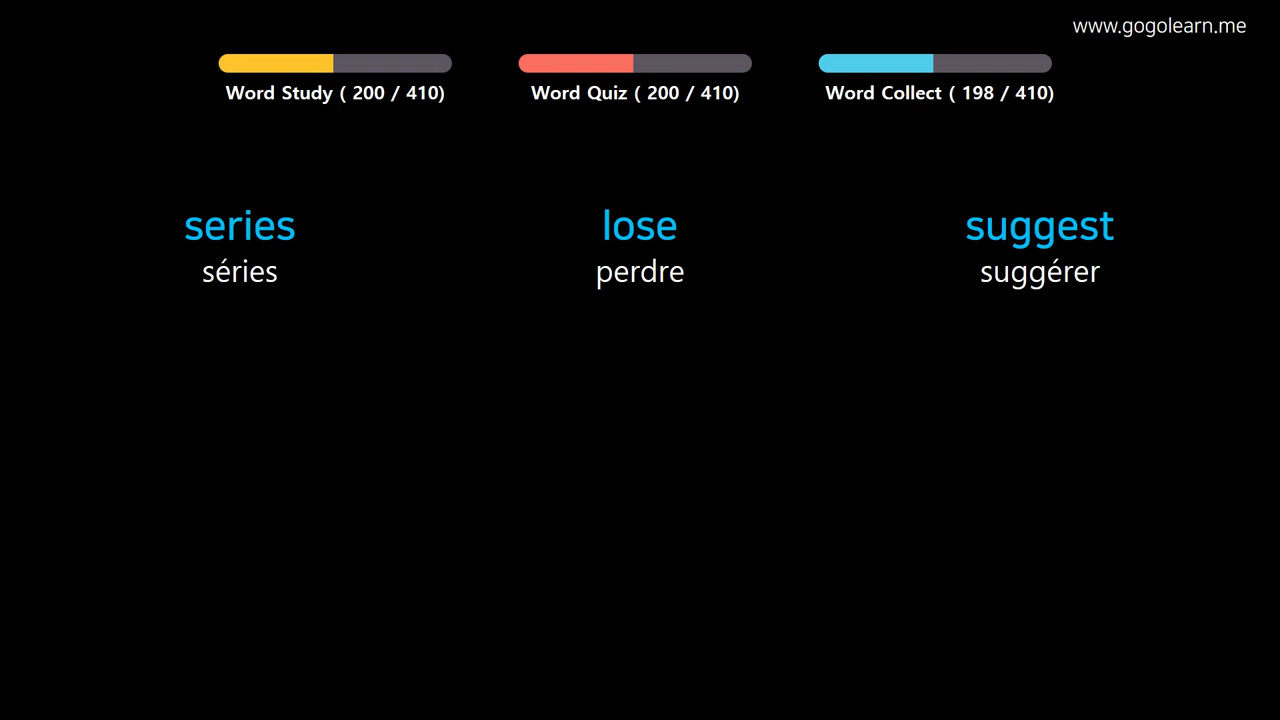 www.gogolearn.me
Word Study ( 200 / 410)
Word Quiz ( 200 / 410)
Word Collect ( 198 / 410)
series
séries
lose
perdre
suggest
suggérer